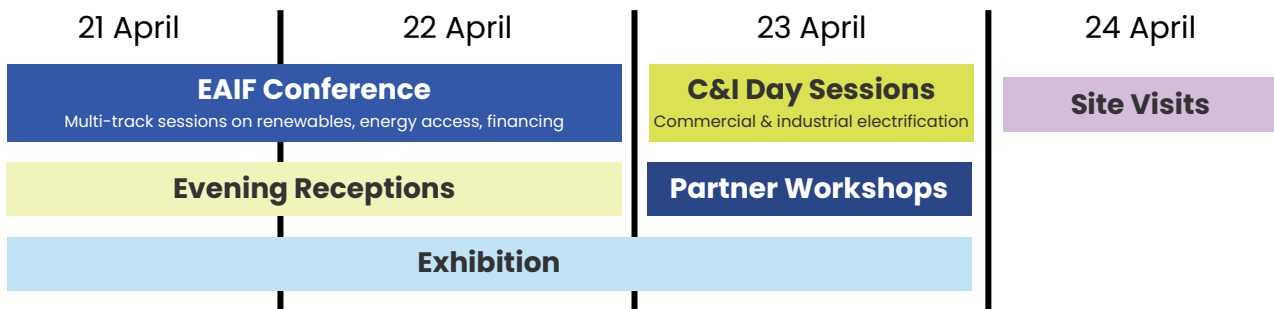 21 April
22 April
23 April
24 April
EAIF Conference
Multi-track sessions on renewables, energy access, financing
C&I Day Sessions
Commercial & industrial electrification
Site Visits
Evening Receptions
Partner Workshops
Exhibition